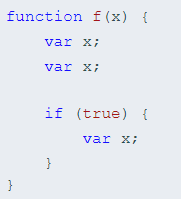 function f(x) {
    var x;
    var x;

    if (true) {
        var x;
    }
}